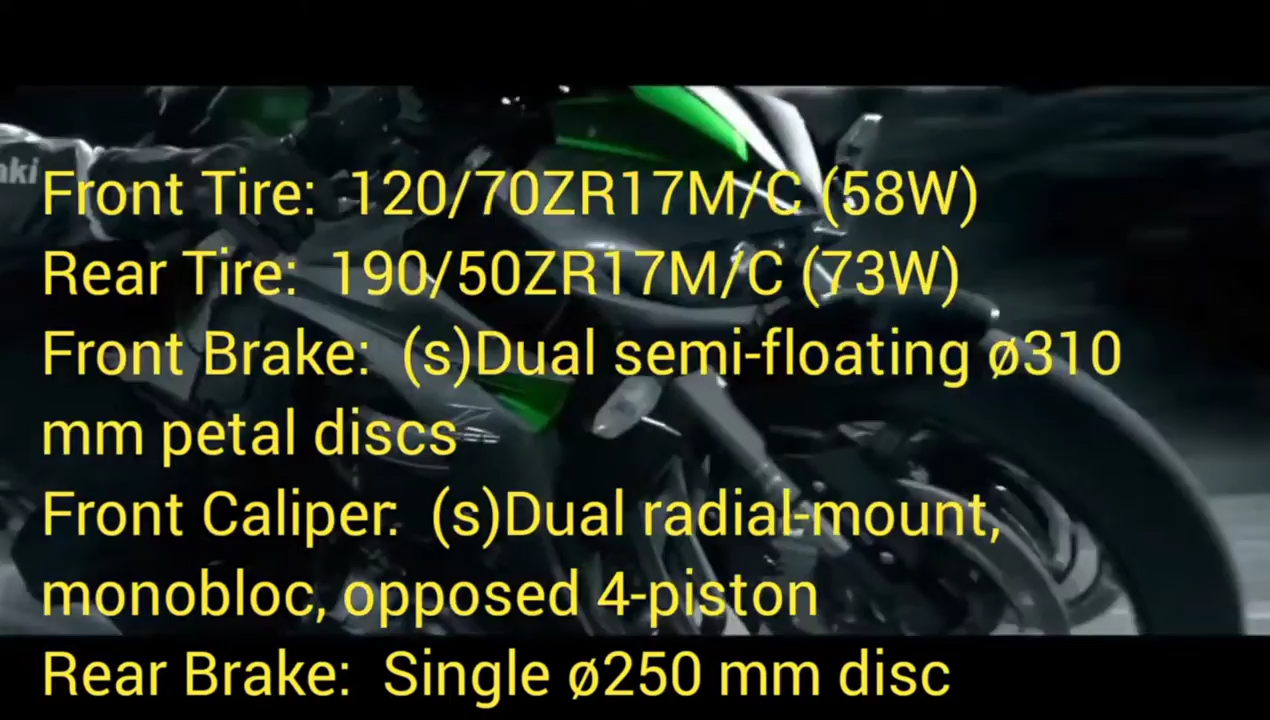 aki
Front Tire: 120/70ZR17M/C (58W)
Rear Tire: 190/50ZR17M/C (73W)
Front Brake: (s)Dual semi-floating ø310
mm petal discs
Front Caliper: (s)Dual radial-mount,
monobloc, opposed 4-piston
Rear Brake: Single ø250 mm disc